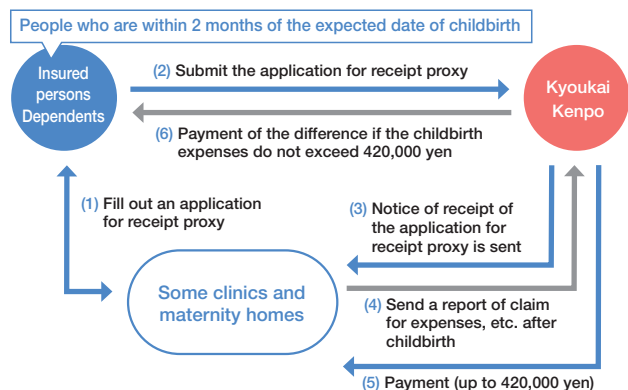 People who are within 2 months of the expected date of childbirth
Insured
persons
Dependents
(2) Submit the application for receipt proxy
Kyoukai
Kenpo
(6) Payment of the difference if the childbirth
expenses do not exceed 420,000 yen
(1) Fill out an application
for receipt proxy
(3) Notice of receipt of
the application for
receipt proxy is sent
Some clinics and
maternity homes
(4) Send a report of claim
for expenses, etc. after
childbirth
(5) Payment (up to 420,000 yen)